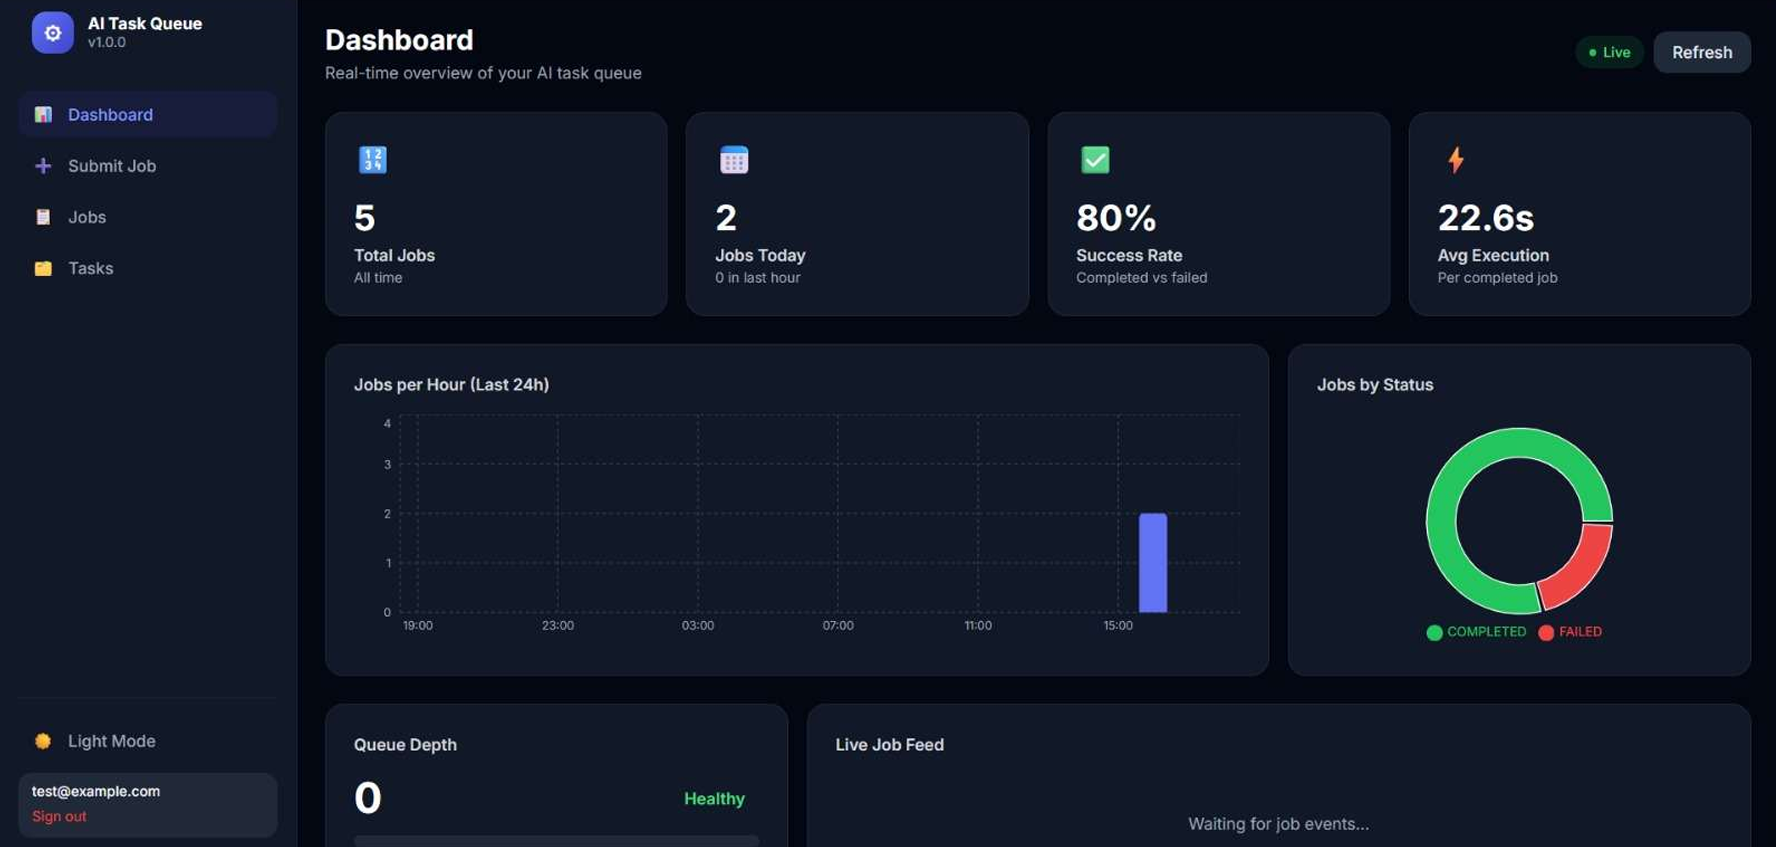 AI Task Queue
v1.0.0
Dashboard
Submit Job
Jobs
Tasks
Light Mode
test@example.com
Sign out
Dashboard
Real-time overview of your AI task queue
Live
Refresh
1 2
3 4
5
Total Jobs
All time
2
Jobs Today
0 in last hour
80%
Success Rate
Completed vs failed
22.6s
Avg Execution
Per completed job
Jobs per Hour (Last 24h)
4
3
2
1
0
19:00 23:00 03:00 07:00 11:00 15:00
Jobs by Status
COMPLETED FAILED
Queue Depth
0
Healthy
Live Job Feed
Waiting for job events...